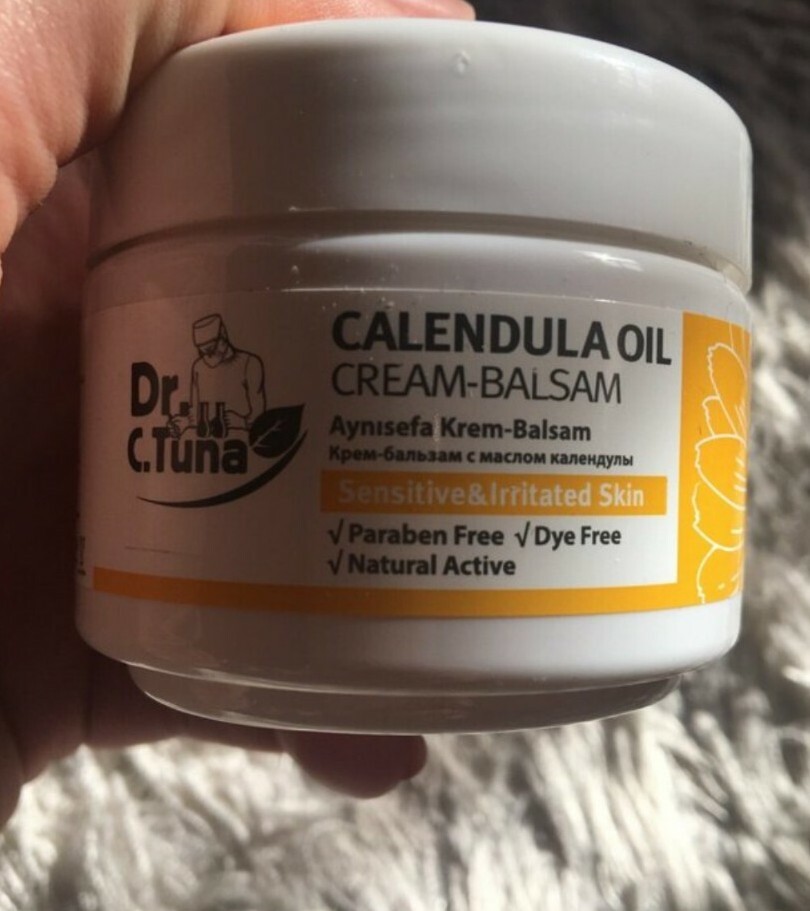 Dr.
C.Tuna
CALENDULA OIL
CREAM-BALSAM
Aynısefa Krem-Balsam
Крем-бальзам с маслом календулы
Sensitive&Irritated Skin
√ Paraben Free √ Dye Free
√ Natural Active